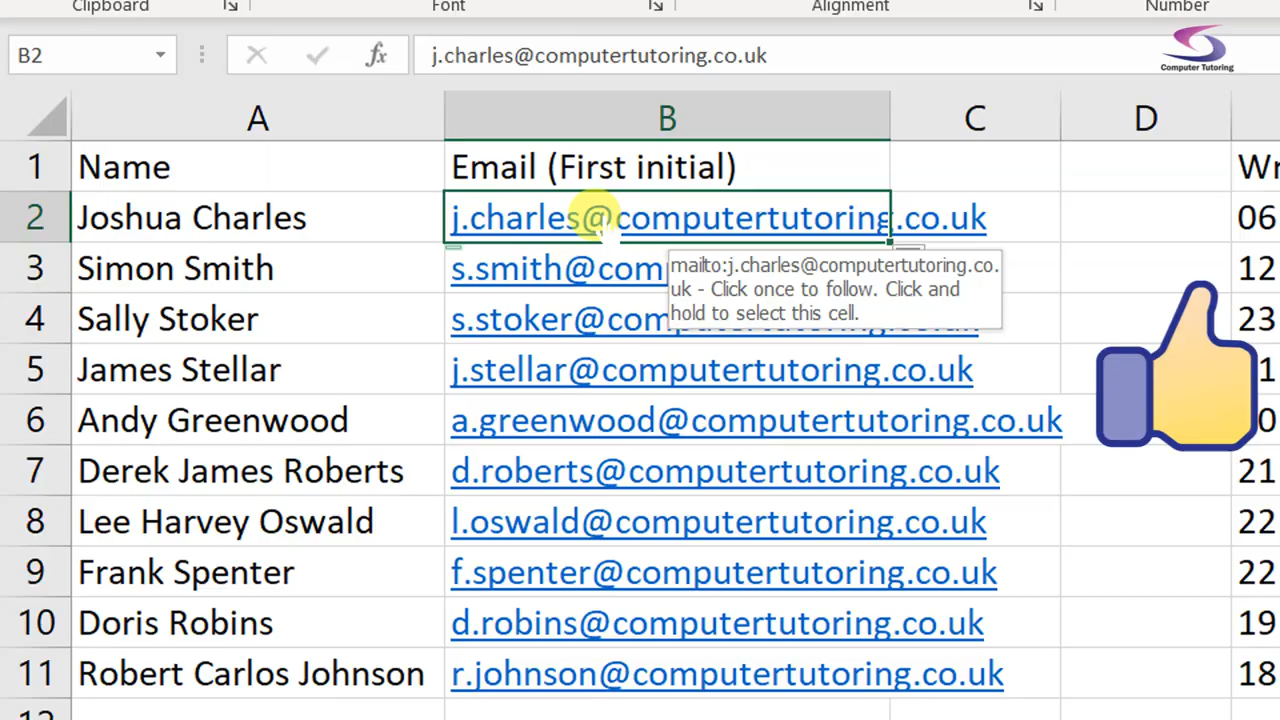 Clipboard Font Alignment Number
B2 fx j.charles@computertutoring.co.uk
Computer Tutoring
A B C D
1 Name Email (First initial)
2 Joshua Charles j.charles@computertutoring.co.uk 06
3 Simon Smith s.smith@com 12
mailto:j.charles@computertutoring.co.
uk - Click once to follow. Click and
hold to select this cell.
4 Sally Stoker s.stoker@computertutoring.co.uk 23
5 James Stellar j.stellar@computertutoring.co.uk
6 Andy Greenwood a.greenwood@computertutoring.co.uk
7 Derek James Roberts d.roberts@computertutoring.co.uk 21
8 Lee Harvey Oswald l.oswald@computertutoring.co.uk 22
9 Frank Spenter f.spenter@computertutoring.co.uk 22
10 Doris Robins d.robins@computertutoring.co.uk 19
11 Robert Carlos Johnson r.johnson@computertutoring.co.uk 18